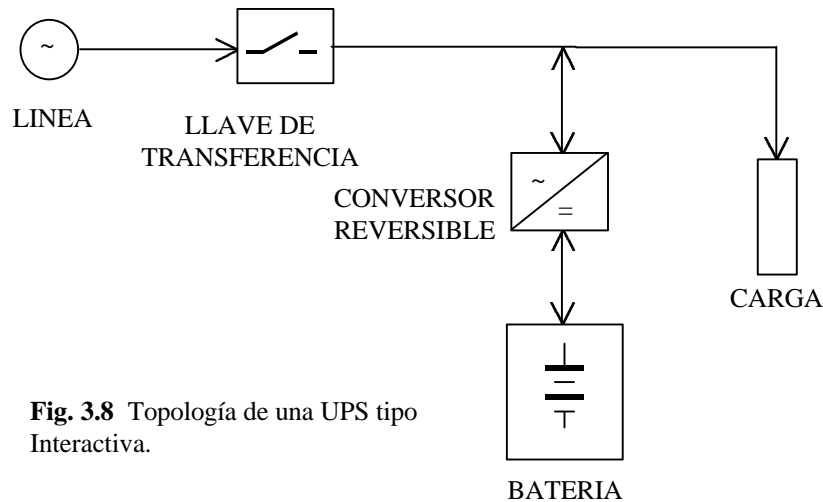 ~
LINEA
LLAVE DE
TRANSFERENCIA
CONVERSOR
REVERSIBLE
~
=
CARGA
Fig. 3.8 Topología de una UPS tipo
Interactiva.
BATERIA